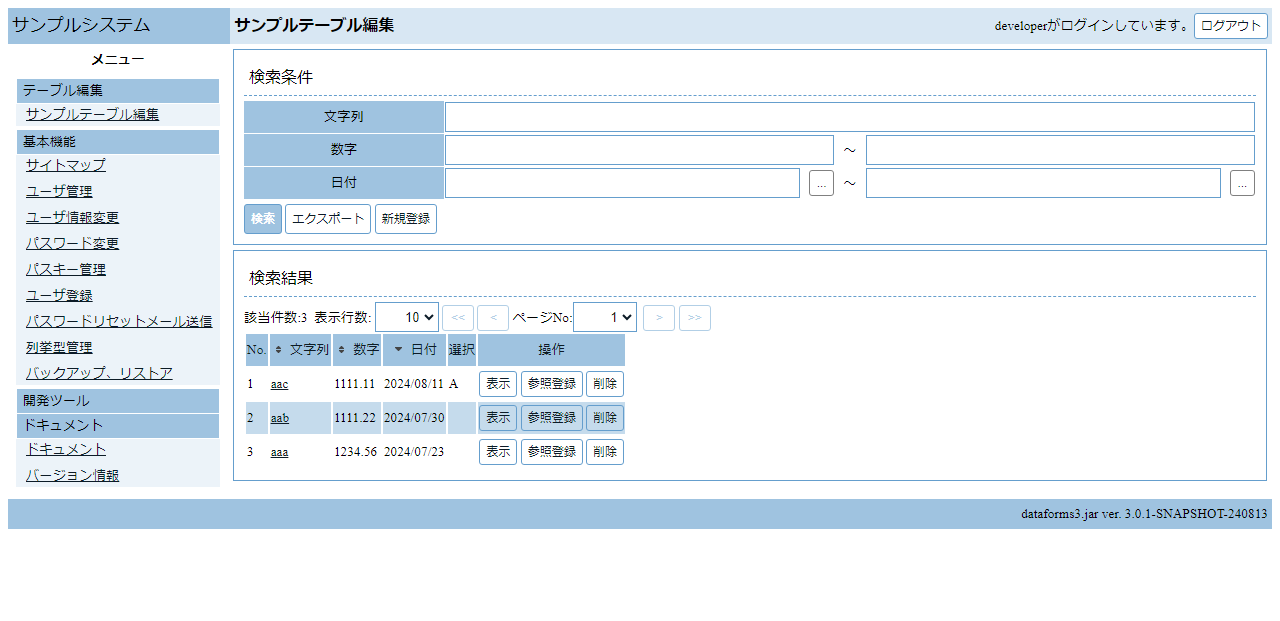 サンプルシステム
サンプルテーブル編集
developerがログインしています。 ログアウト
メニュー
テーブル編集
サンプルテーブル編集
基本機能
サイトマップ
ユーザ管理
ユーザ情報変更
パスワード変更
パスキー管理
ユーザ登録
パスワードリセットメール送信
列挙型管理
バックアップ、リストア
開発ツール
ドキュメント
ドキュメント
バージョン情報
検索条件
文字列
数字 ～
日付 ... ～ ...
検索 エクスポート 新規登録
検索結果
該当件数:3 表示行数: 10 << < ページNo: 1 > >>
No. 文字列 数字 日付 選択 操作
1 aac 1111.11 2024/08/11 A 表示 参照登録 削除
2 aab 1111.22 2024/07/30 表示 参照登録 削除
3 aaa 1234.56 2024/07/23 表示 参照登録 削除
dataforms3.jar ver. 3.0.1-SNAPSHOT-240813